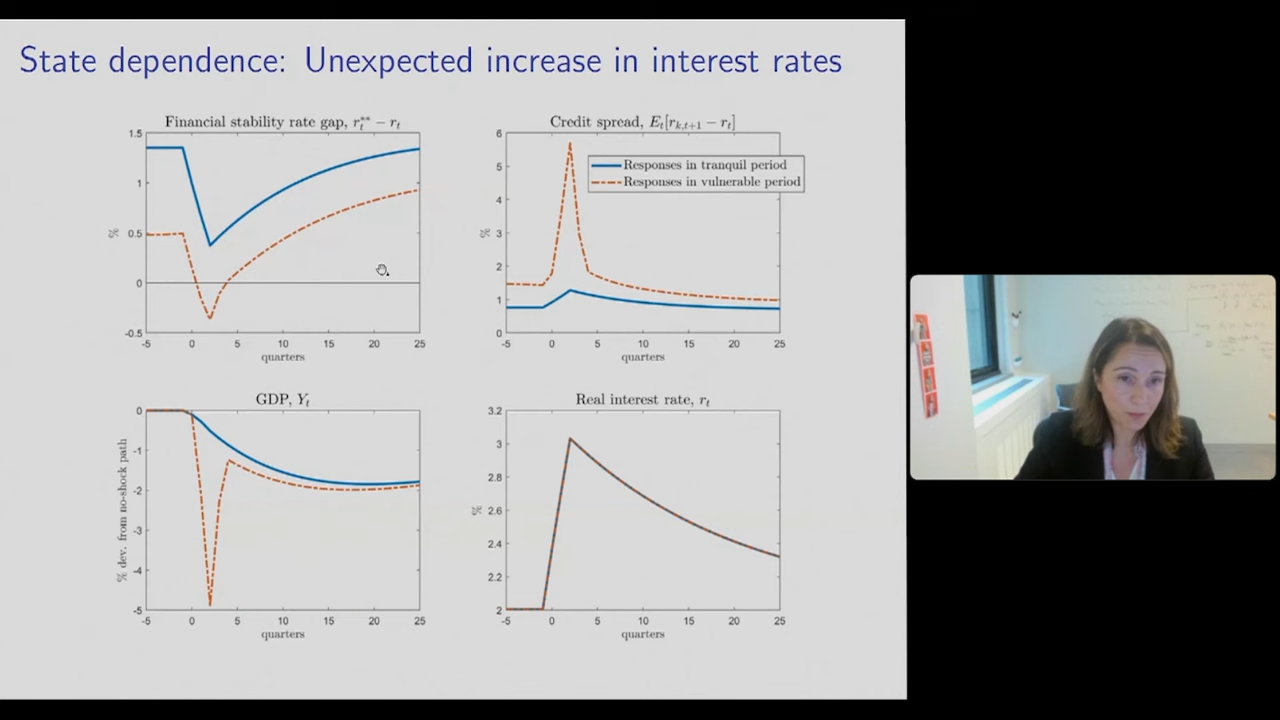 State dependence: Unexpected increase in interest rates
Financial stability rate gap, r_t^{**} − r_t
1.5
1
0.5
0
-0.5
%
-5 0 5 10 15 20 25
quarters
Credit spread, E_t[r_{k,t+1} − r_t]
6
5
4
3
2
1
0
%
Responses in tranquil period
Responses in vulnerable period
-5 0 5 10 15 20 25
quarters
GDP, Y_t
0
-1
-2
-3
-4
-5
% dev. from no-shock path
-5 0 5 10 15 20 25
quarters
Real interest rate, r_t
3.2
3
2.8
2.6
2.4
2.2
2
%
-5 0 5 10 15 20 25
quarters